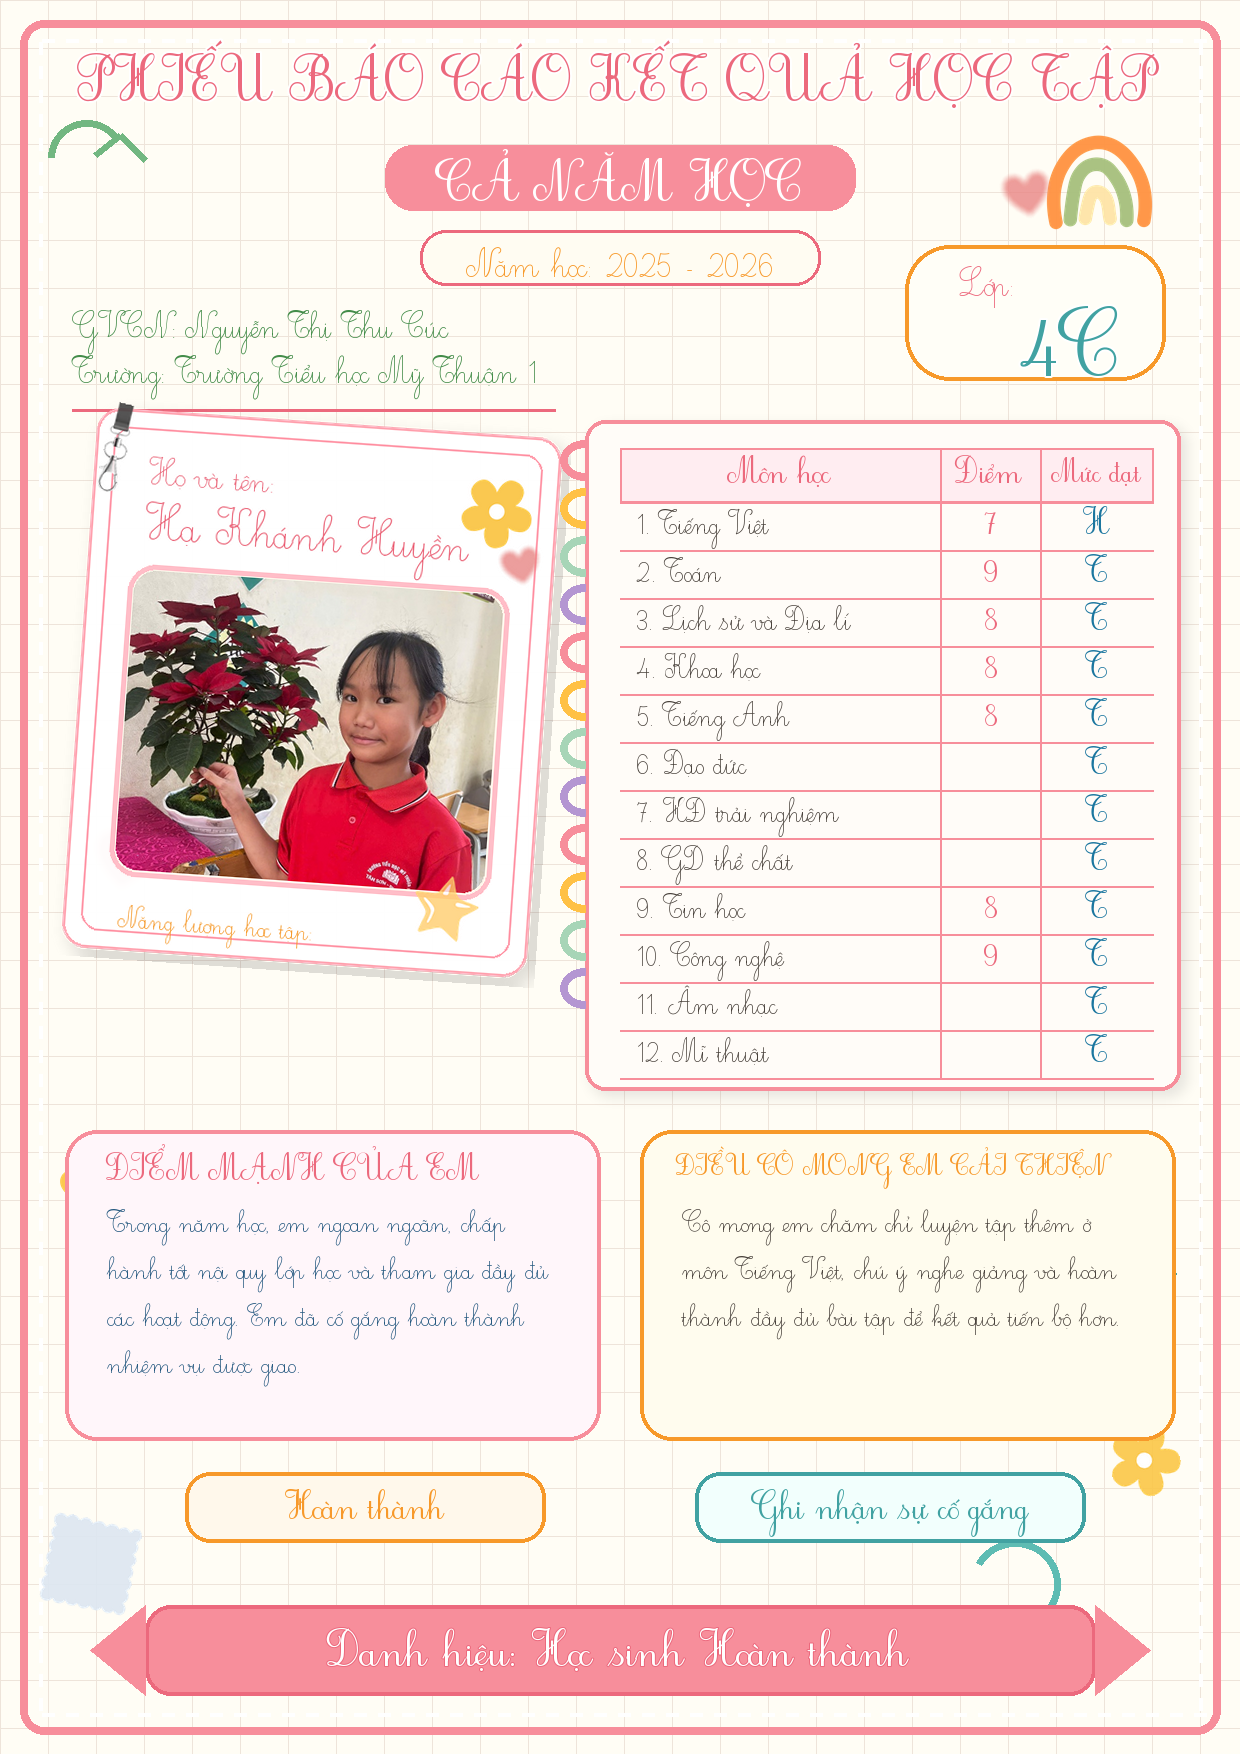 PHIẾU BÁO CÁO KẾT QUẢ HỌC TẬP
CẢ NĂM HỌC
Năm học: 2025 - 2026
Lớp:
4C
GVCN: Nguyễn Thi Thu Cúc
Trường: Trường Tiểu học Mỹ Thuận 1
Họ và tên:
Hạ Khánh Huyền
Năng lượng học tập:
Môn học Điểm Mức đạt
1. Tiếng Việt 7 H
2. Toán 9 T
3. Lịch sử và Địa lí 8 T
4. Khoa học 8 T
5. Tiếng Anh 8 T
6. Đạo đức T
7. HĐ trải nghiệm T
8. GD thể chất T
9. Tin học 8 T
10. Công nghệ 9 T
11. Âm nhạc T
12. Mĩ thuật T
ĐIỂM MẠNH CỦA EM
Trong năm học, em ngoan ngoãn, chấp
hành tốt nội quy lớp học và tham gia đầy đủ
các hoạt động. Em đã cố gắng hoàn thành
nhiệm vụ được giao.
ĐIỀU CÔ MONG EM CẢI THIỆN
Cô mong em chăm chỉ luyện tập thêm ở
môn Tiếng Việt, chú ý nghe giảng và hoàn
thành đầy đủ bài tập để kết quả tiến bộ hơn.
Hoàn thành
Ghi nhận sự cố gắng
Danh hiệu: Học sinh Hoàn thành